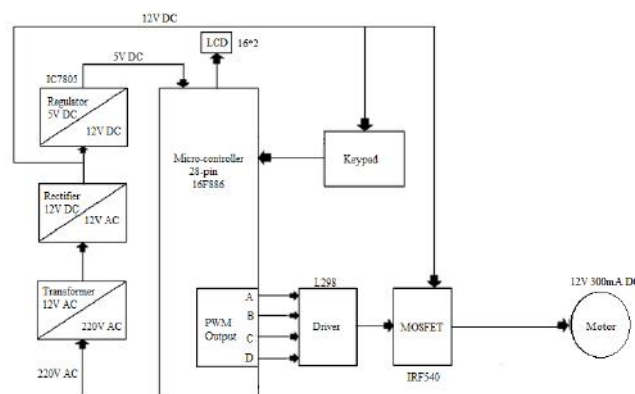 12V DC
LCD
16*2
5V DC
IC7805
Regulator
5V DC
12V DC
Micro-controller
28-pin
16F886
Keypad
Rectifier
12V DC
12V AC
Transformer
12V AC
220V AC
220V AC
PWM
Output
A
B
C
D
L298
Driver
MOSFET
IRF540
12V 300mA DC
Motor